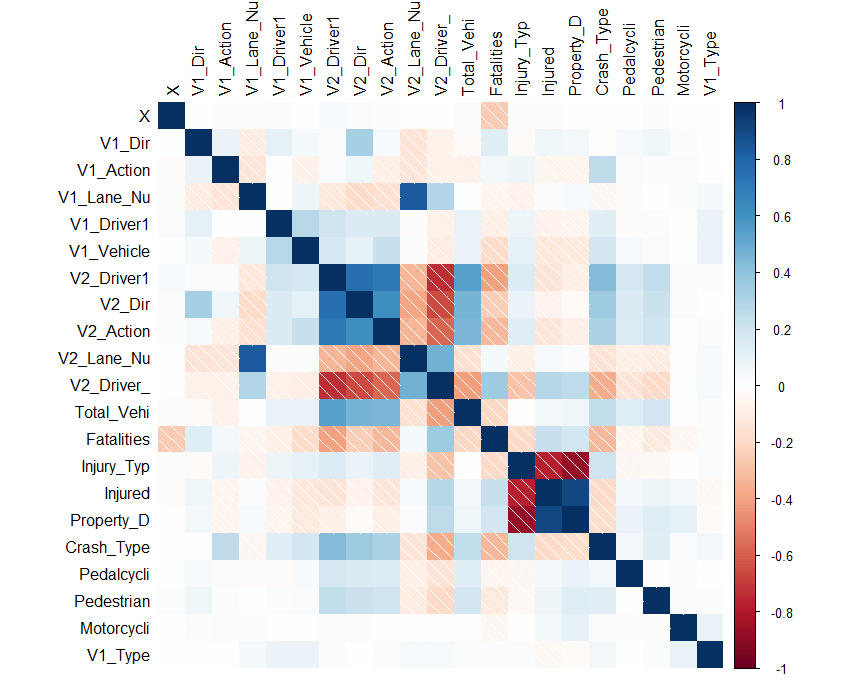 X
V1_Dir
V1_Action
V1_Lane_Nu
V1_Driver1
V1_Vehicle
V2_Driver1
V2_Dir
V2_Action
V2_Lane_Nu
V2_Driver_
Total_Vehi
Fatalities
Injury_Typ
Injured
Property_D
Crash_Type
Pedalcycli
Pedestrian
Motorcycli
V1_Type
X
V1_Dir
V1_Action
V1_Lane_Nu
V1_Driver1
V1_Vehicle
V2_Driver1
V2_Dir
V2_Action
V2_Lane_Nu
V2_Driver_
Total_Vehi
Fatalities
Injury_Typ
Injured
Property_D
Crash_Type
Pedalcycli
Pedestrian
Motorcycli
V1_Type
1
0.8
0.6
0.4
0.2
0
-0.2
-0.4
-0.6
-0.8
-1